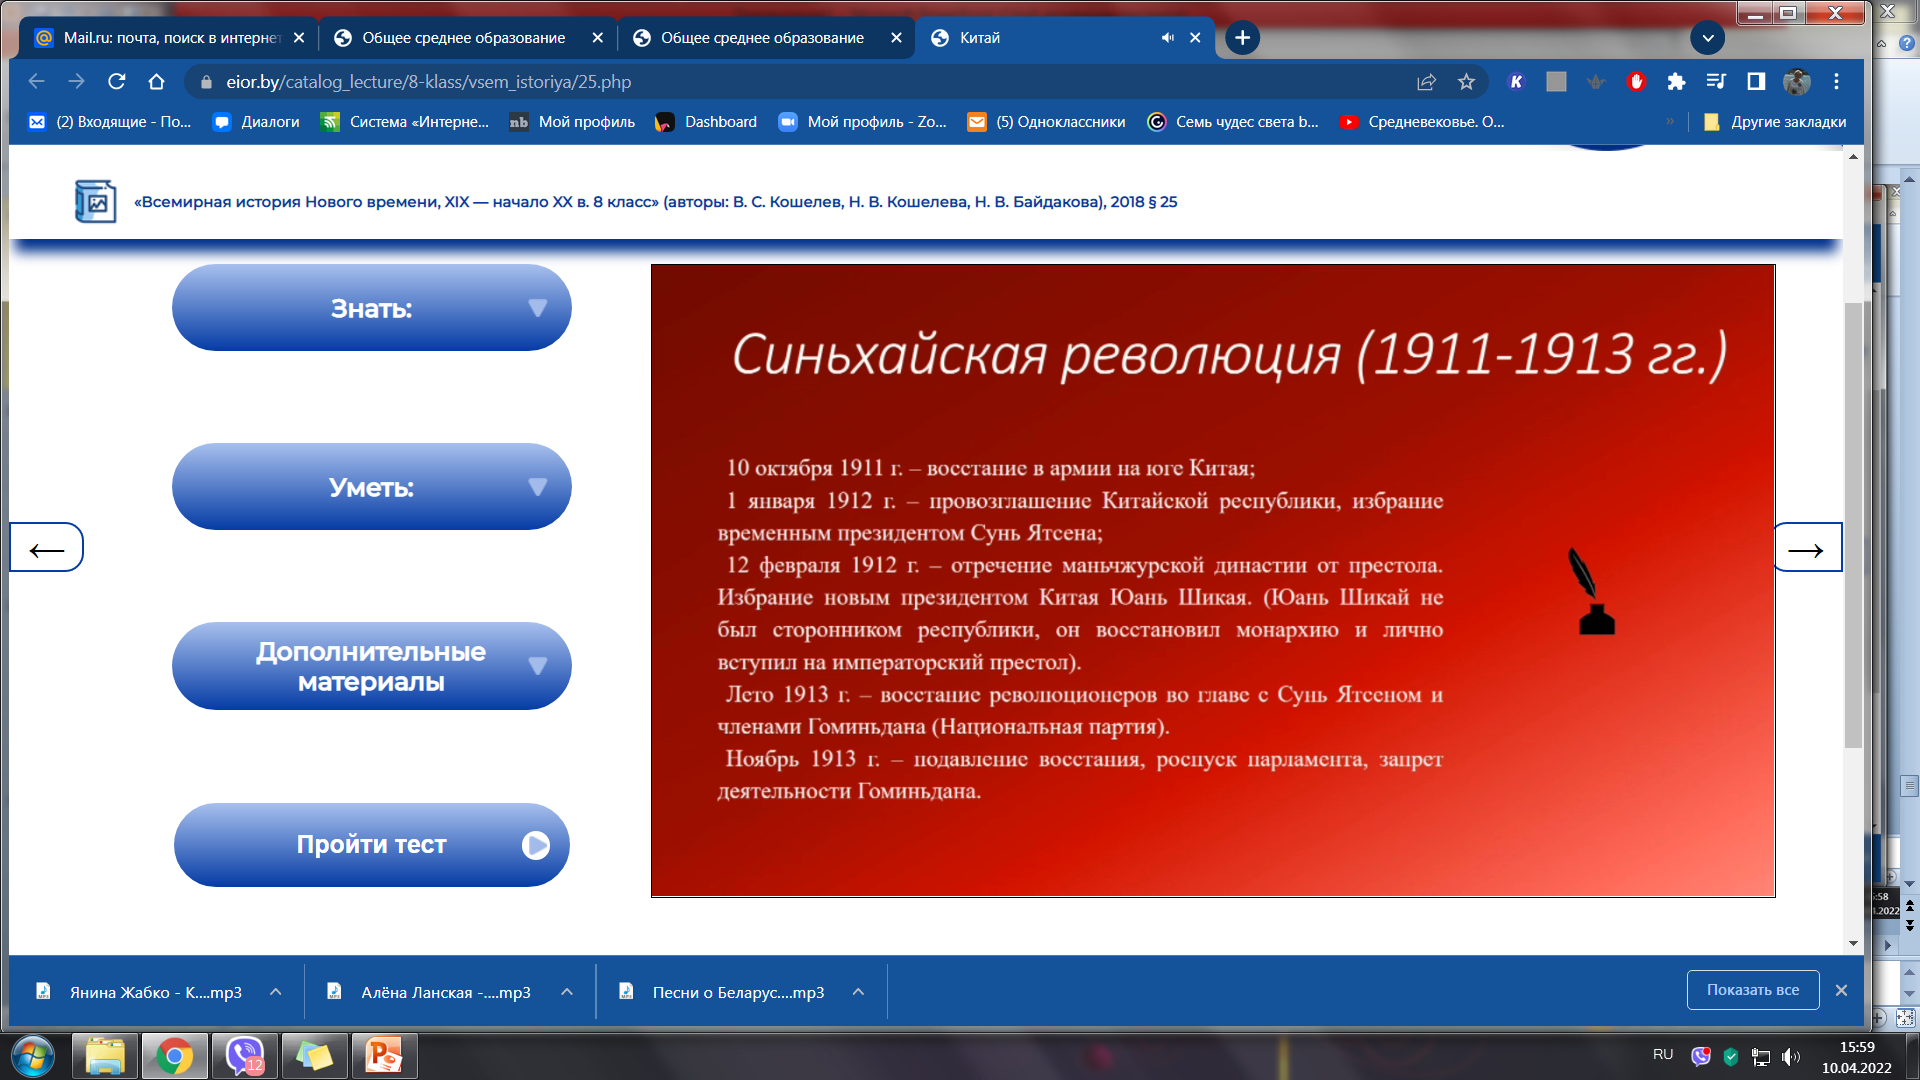 Mail.ru: почта, поиск в интернет
Общее среднее образование
Общее среднее образование
Китай
eior.by/catalog_lecture/8-klass/vsem_istoriya/25.php
(2) Входящие - По...
Диалоги
Система «Интерне...
nb Мой профиль
Dashboard
Мой профиль - Zo...
(5) Одноклассники
Семь чудес света b...
Средневековье. О...
»
Другие закладки
«Всемирная история Нового времени, XIX — начало XX в. 8 класс» (авторы: В. С. Кошелев, Н. В. Кошелева, Н. В. Байдакова), 2018 § 25
Знать:
Уметь:
Дополнительные
материалы
Пройти тест
←
→
Синьхайская революция (1911-1913 гг.)
10 октября 1911 г. – восстание в армии на юге Китая;
1 января 1912 г. – провозглашение Китайской республики, избрание
временным президентом Сунь Ятсена;
12 февраля 1912 г. – отречение маньчжурской династии от престола.
Избрание новым президентом Китая Юань Шикая. (Юань Шикай не
был сторонником республики, он восстановил монархию и лично
вступил на императорский престол).
Лето 1913 г. – восстание революционеров во главе с Сунь Ятсеном и
членами Гоминьдана (Национальная партия).
Ноябрь 1913 г. – подавление восстания, роспуск парламента, запрет
деятельности Гоминьдана.
Янина Жабко - К....mp3
Алёна Ланская -....mp3
Песни о Беларус....mp3
Показать все
12
RU
15:59
10.04.2022